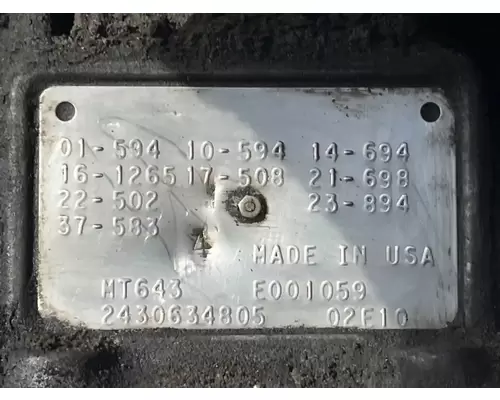 01-594 10-594 14-694
16-1265 17-508 21-698
22-502 23-894
37-583
MADE IN USA
MT643 E001059
2430634805 02E10